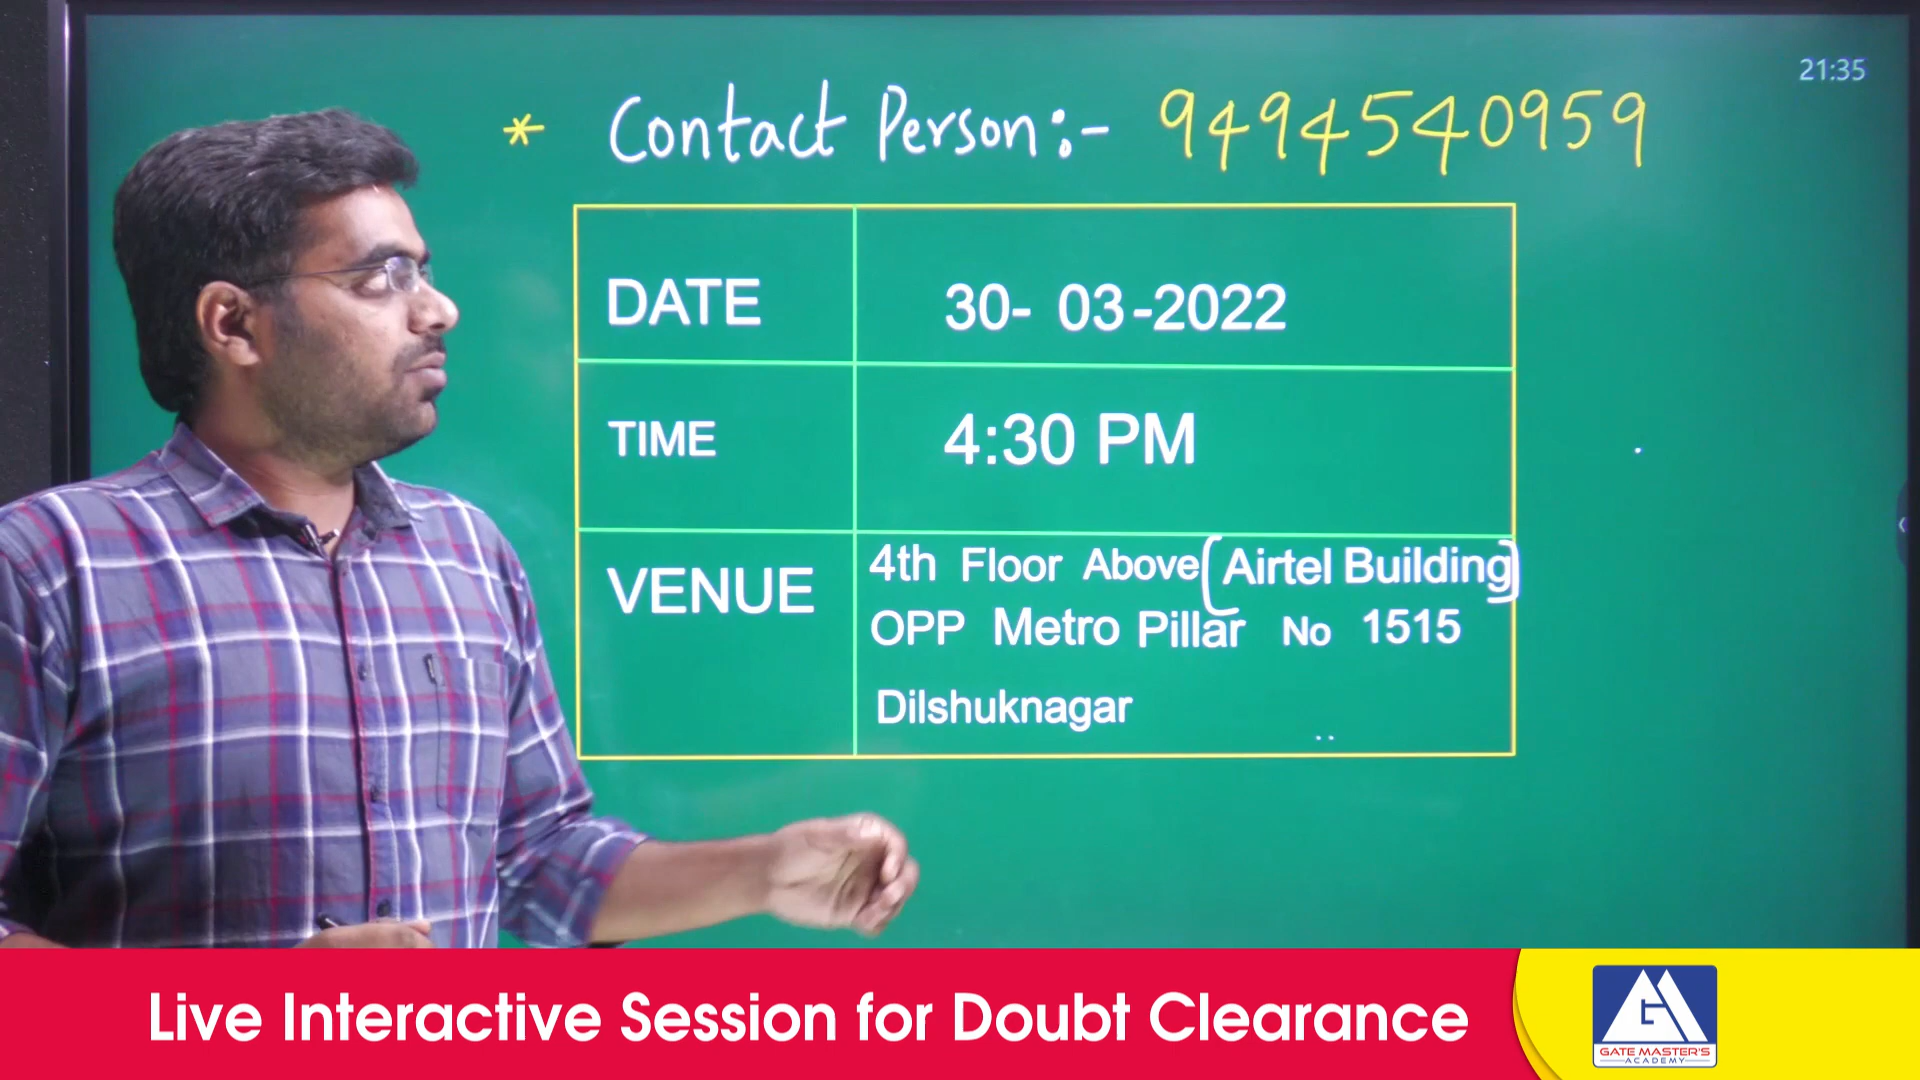 21:35
* Contact Person:- 9494540959
DATE 30- 03-2022
TIME 4:30 PM
VENUE 4th Floor Above [Airtel Building]
OPP Metro Pillar No 1515
Dilshuknagar
Live Interactive Session for Doubt Clearance
GATE MASTER'S
ACADEMY